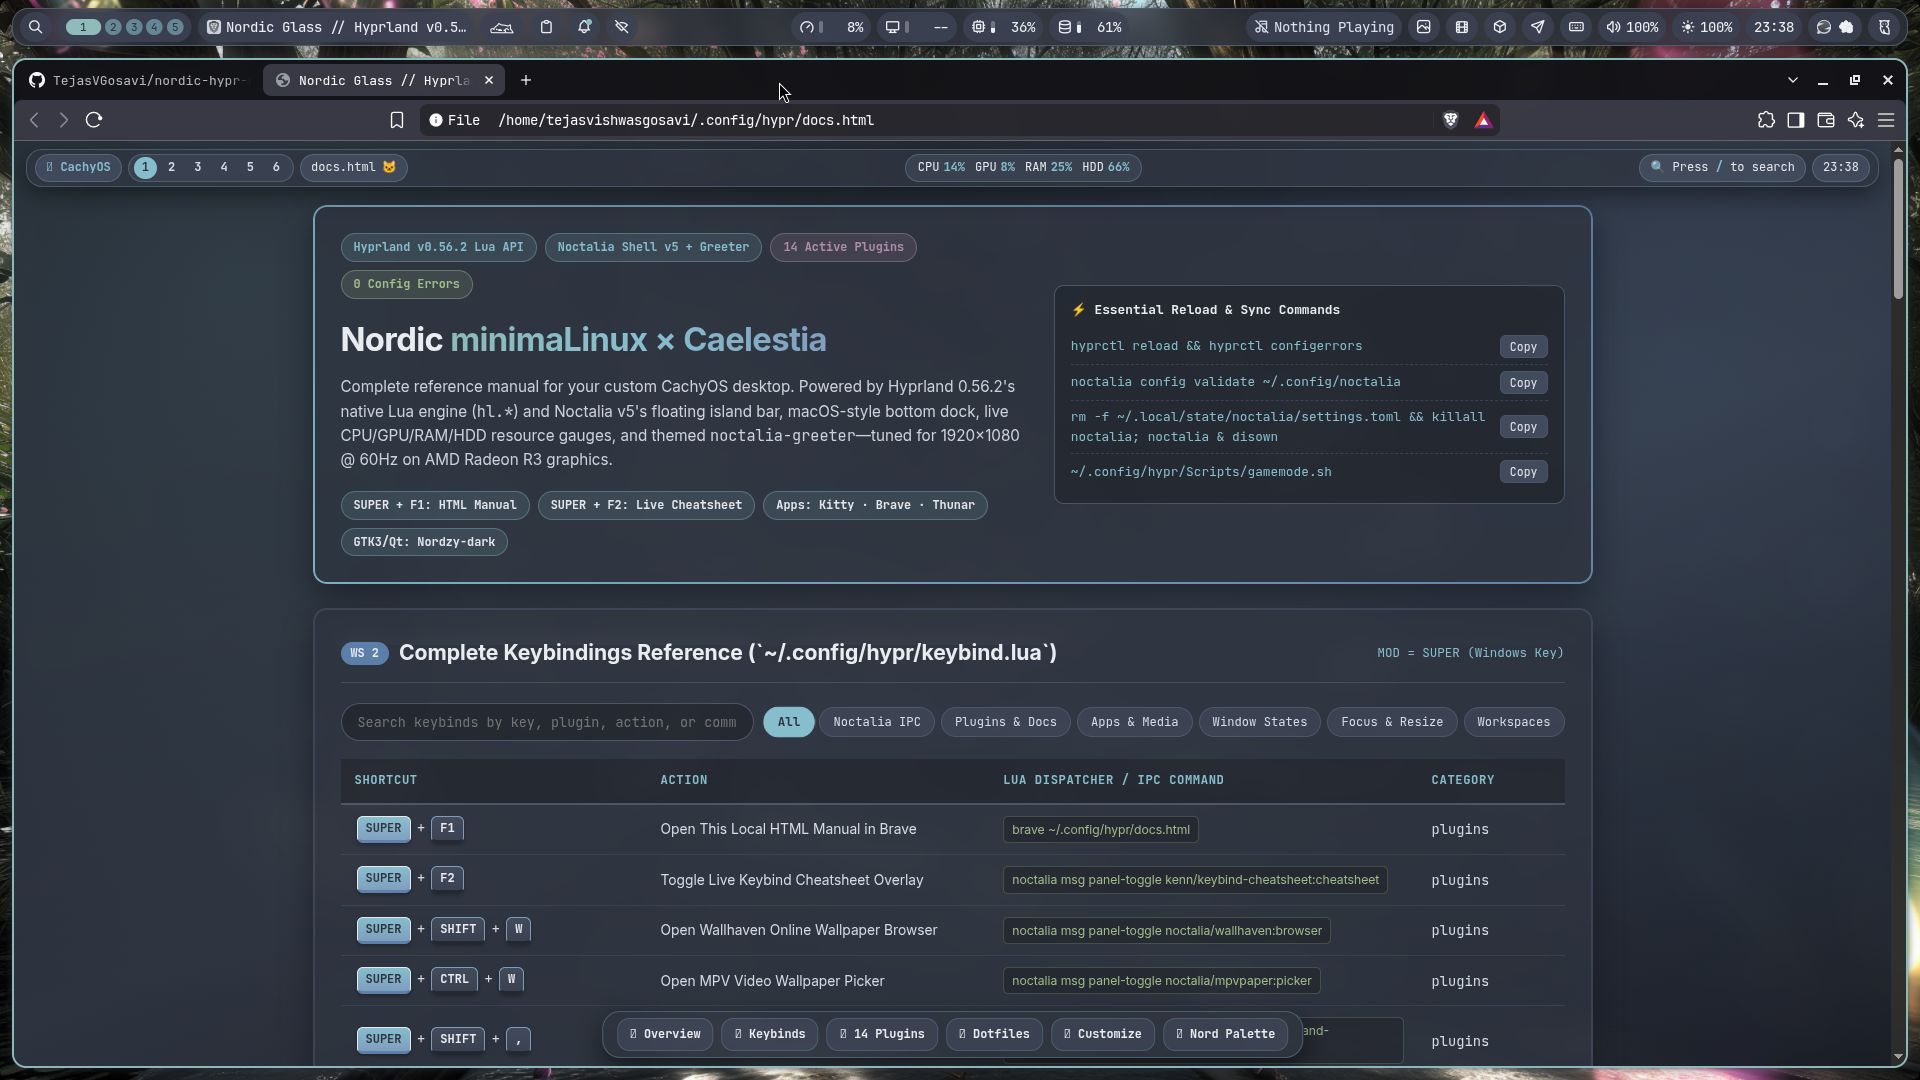 1 2 3 4 5 Nordic Glass // Hyprland v0.5… 8% -- 36% 61% Nothing Playing 100% 100% 23:38
TejasVGosavi/nordic-hypr- Nordic Glass // Hyprla
File /home/tejasvishwasgosavi/.config/hypr/docs.html
CachyOS 1 2 3 4 5 6 docs.html CPU 14% GPU 8% RAM 25% HDD 66% Press / to search 23:38
Hyprland v0.56.2 Lua API Noctalia Shell v5 + Greeter 14 Active Plugins
0 Config Errors
Nordic minimaLinux × Caelestia
Complete reference manual for your custom CachyOS desktop. Powered by Hyprland 0.56.2's
native Lua engine (hl.*) and Noctalia v5's floating island bar, macOS-style bottom dock, live
CPU/GPU/RAM/HDD resource gauges, and themed noctalia-greeter—tuned for 1920×1080
@ 60Hz on AMD Radeon R3 graphics.
SUPER + F1: HTML Manual SUPER + F2: Live Cheatsheet Apps: Kitty · Brave · Thunar
GTK3/Qt: Nordzy-dark
⚡ Essential Reload & Sync Commands
hyprctl reload && hyprctl configerrors Copy
noctalia config validate ~/.config/noctalia Copy
rm -f ~/.local/state/noctalia/settings.toml && killall
noctalia; noctalia & disown Copy
~/.config/hypr/Scripts/gamemode.sh Copy
WS 2 Complete Keybindings Reference (`~/.config/hypr/keybind.lua`) MOD = SUPER (Windows Key)
Search keybinds by key, plugin, action, or comm All Noctalia IPC Plugins & Docs Apps & Media Window States Focus & Resize Workspaces
SHORTCUT ACTION LUA DISPATCHER / IPC COMMAND CATEGORY
SUPER + F1 Open This Local HTML Manual in Brave brave ~/.config/hypr/docs.html plugins
SUPER + F2 Toggle Live Keybind Cheatsheet Overlay noctalia msg panel-toggle kenn/keybind-cheatsheet:cheatsheet plugins
SUPER + SHIFT + W Open Wallhaven Online Wallpaper Browser noctalia msg panel-toggle noctalia/wallhaven:browser plugins
SUPER + CTRL + W Open MPV Video Wallpaper Picker noctalia msg panel-toggle noctalia/mpvpaper:picker plugins
SUPER + SHIFT + , and- plugins
Overview Keybinds 14 Plugins Dotfiles Customize Nord Palette